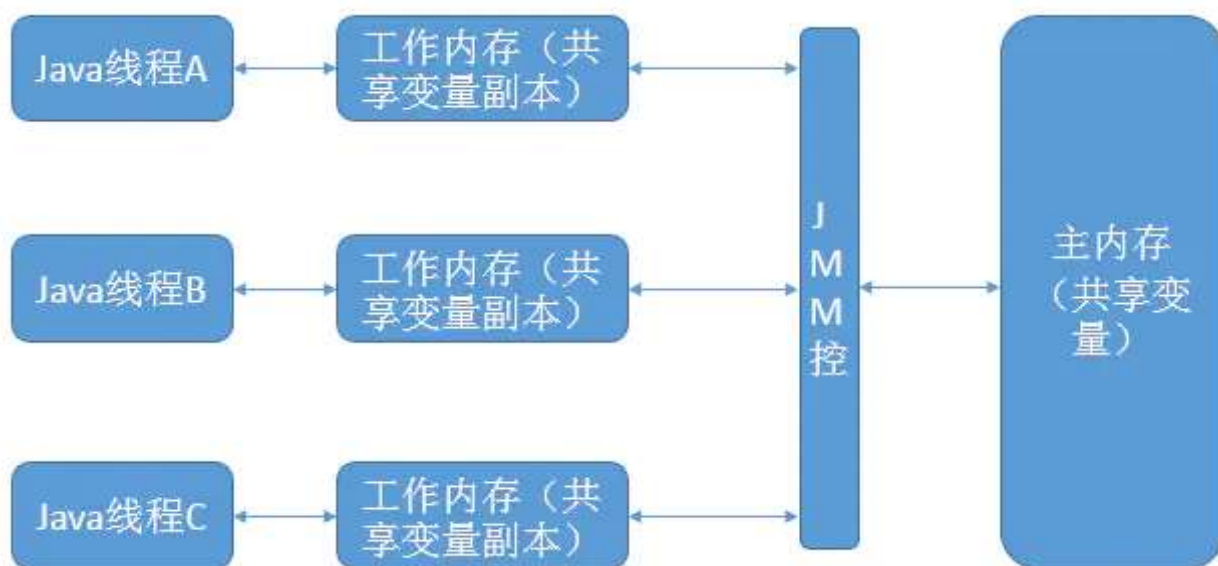 Java线程A
工作内存（共
享变量副本）
Java线程B
工作内存（共
享变量副本）
Java线程C
工作内存（共
享变量副本）
J
M
M
控
主内存
（共享变
量）